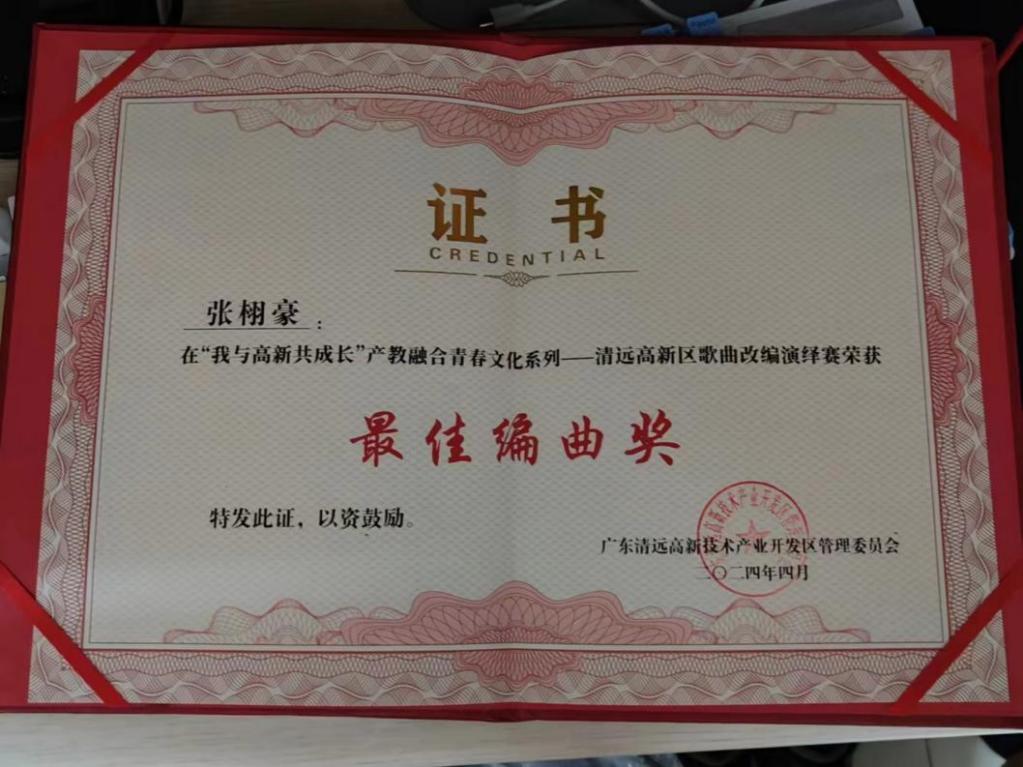 证 书
CREDENTIAL
张栩豪：
在“我与高新共成长”产教融合青春文化系列——清远高新区歌曲改编演绎赛荣获
最佳编曲奖
特发此证，以资鼓励。
广东清远高新技术产业开发区管理委员会
二〇二四年四月